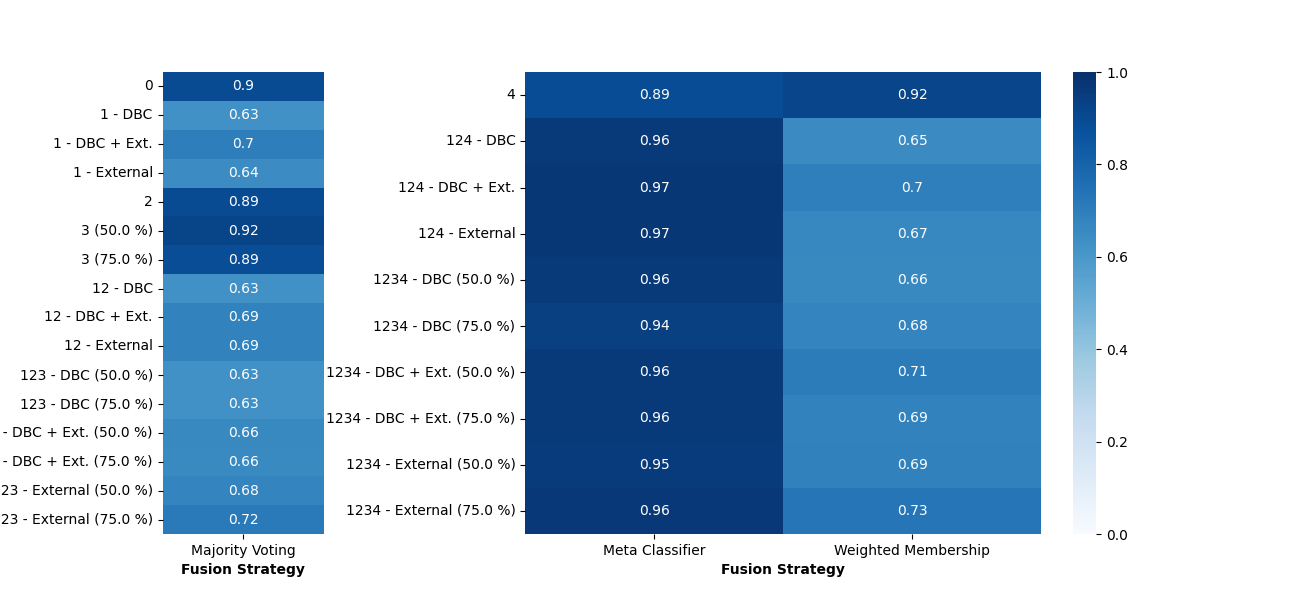 0 0.9
1 - DBC 0.63
1 - DBC + Ext. 0.7
1 - External 0.64
2 0.89
3 (50.0 %) 0.92
3 (75.0 %) 0.89
12 - DBC 0.63
12 - DBC + Ext. 0.69
12 - External 0.69
123 - DBC (50.0 %) 0.63
123 - DBC (75.0 %) 0.63
- DBC + Ext. (50.0 %) 0.66
- DBC + Ext. (75.0 %) 0.66
23 - External (50.0 %) 0.68
23 - External (75.0 %) 0.72
Majority Voting
Fusion Strategy
4 0.89 0.92
124 - DBC 0.96 0.65
124 - DBC + Ext. 0.97 0.7
124 - External 0.97 0.67
1234 - DBC (50.0 %) 0.96 0.66
1234 - DBC (75.0 %) 0.94 0.68
1234 - DBC + Ext. (50.0 %) 0.96 0.71
1234 - DBC + Ext. (75.0 %) 0.96 0.69
1234 - External (50.0 %) 0.95 0.69
1234 - External (75.0 %) 0.96 0.73
Meta Classifier Weighted Membership
Fusion Strategy
1.0
0.8
0.6
0.4
0.2
0.0